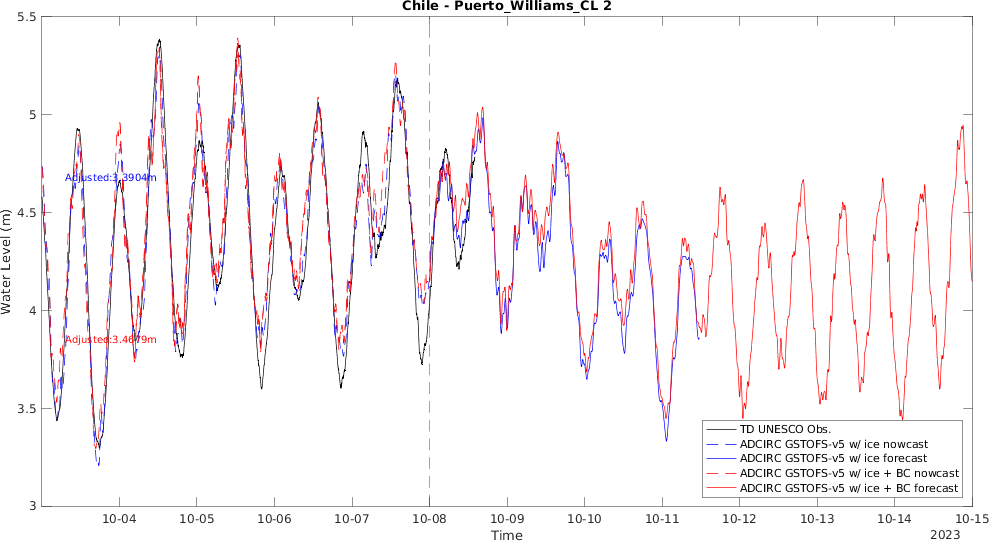 Chile - Puerto_Williams_CL 2
Water Level (m)
5.5
5
4.5
4
3.5
3
Adjusted:3.3904m
Adjusted:3.4679m
TD UNESCO Obs.
ADCIRC GSTOFS-v5 w/ ice nowcast
ADCIRC GSTOFS-v5 w/ ice forecast
ADCIRC GSTOFS-v5 w/ ice + BC nowcast
ADCIRC GSTOFS-v5 w/ ice + BC forecast
10-04 10-05 10-06 10-07 10-08 10-09 10-10 10-11 10-12 10-13 10-14 10-15
Time
2023